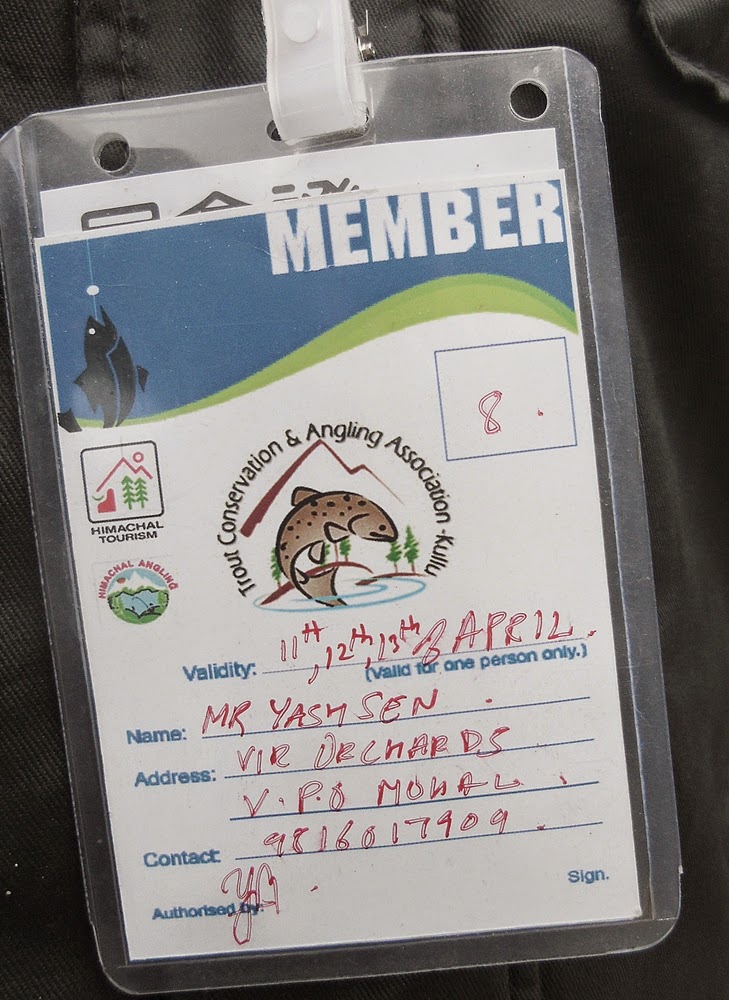 MEMBER
8.
Trout Conservation & Angling Association - Kullu
HIMACHAL
TOURISM
HIMACHAL ANGLING
Validity: 11th, 12th, 13th of APRIL.
(Valid for one person only.)
Name: MR YASH SEN .
Address: VIR ORCHARDS
V.P.O MOHAL .
Contact: 9816017909 .
Sign.
Authorised by: